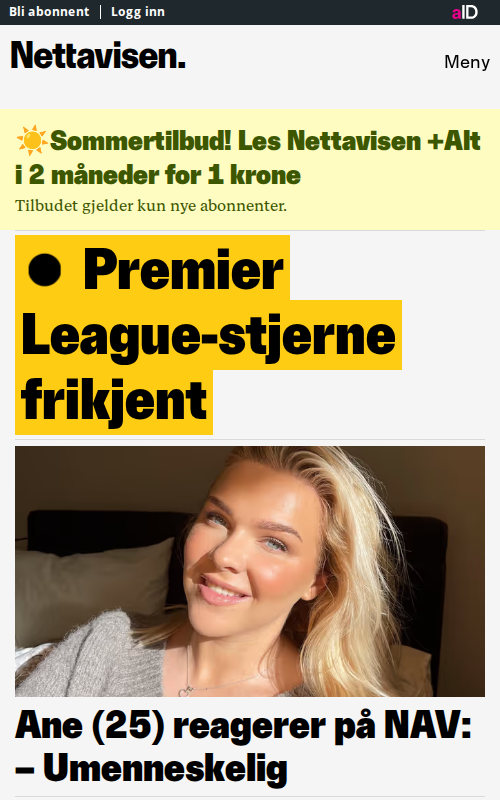 Bli abonnent | Logg inn
aID
Nettavisen.
Meny
☀️Sommertilbud! Les Nettavisen +Alt
i 2 måneder for 1 krone
Tilbudet gjelder kun nye abonnenter.
● Premier
League-stjerne
frikjent
Ane (25) reagerer på NAV:
– Umenneskelig